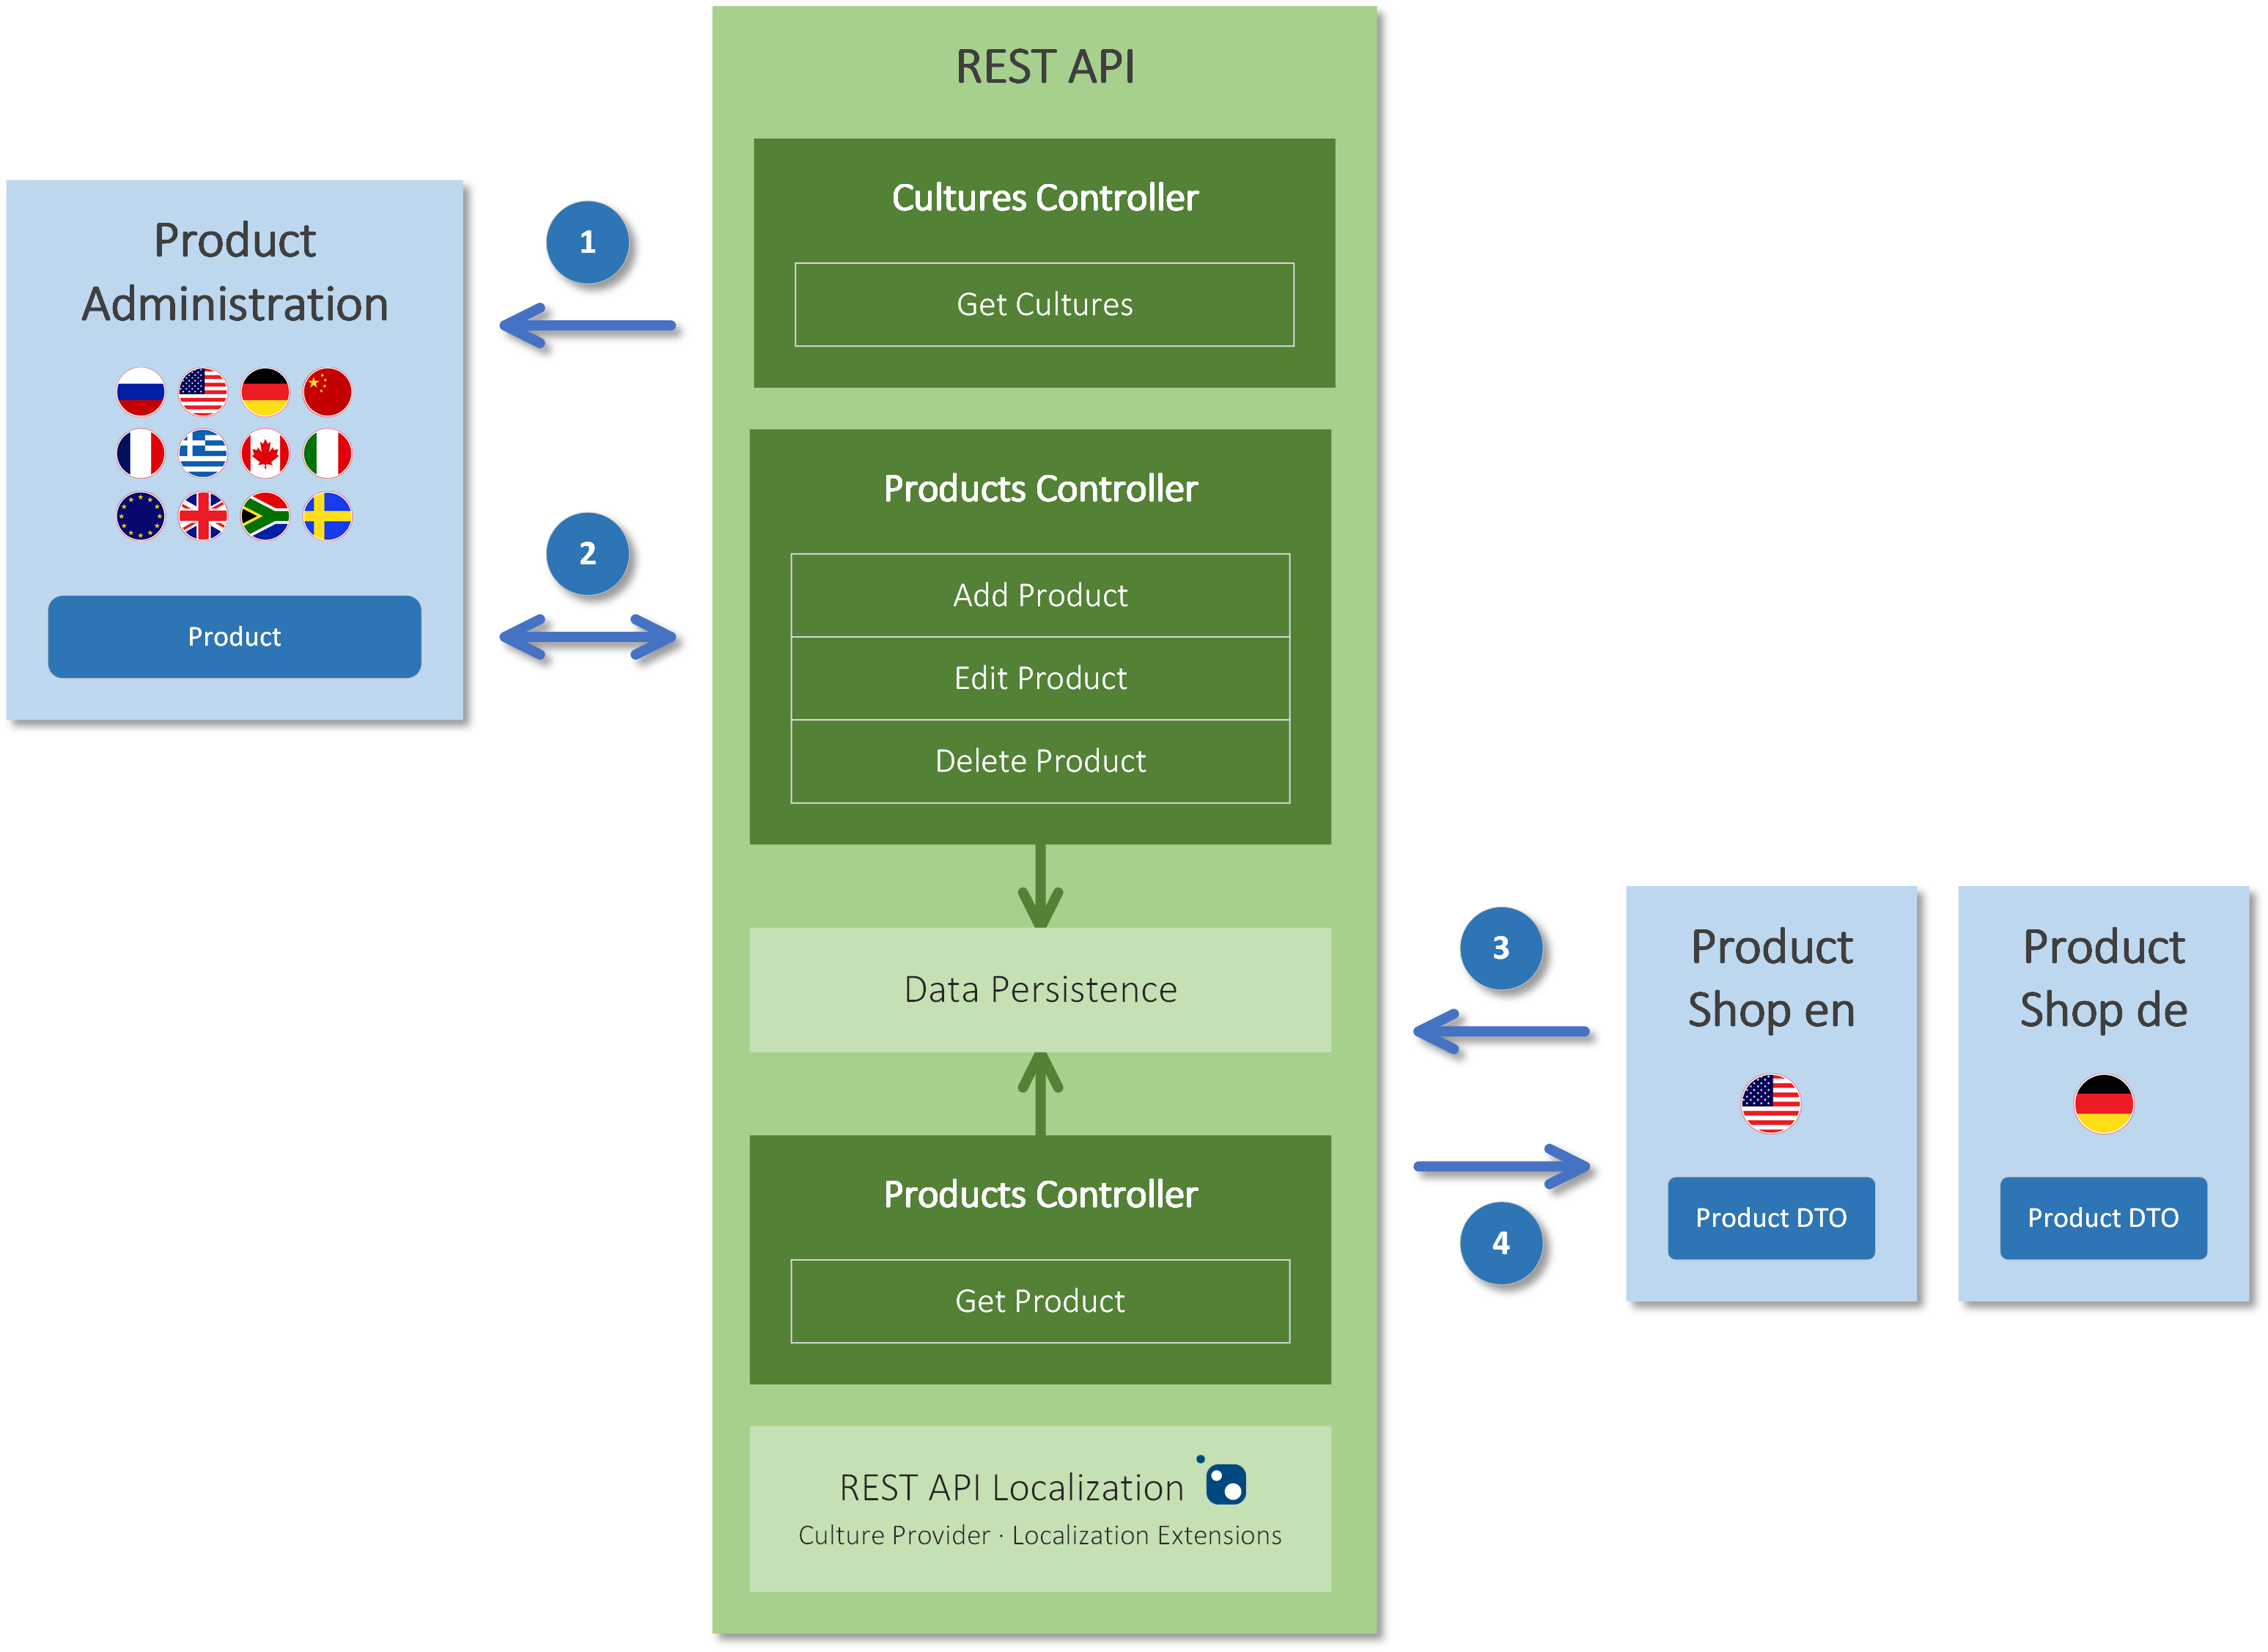 REST API
Cultures Controller
Get Cultures
Product
Administration
1
Product
2
Products Controller
Add Product
Edit Product
Delete Product
Data Persistence
Products Controller
Get Product
REST API Localization
Culture Provider · Localization Extensions
3
4
Product
Shop en
Product DTO
Product
Shop de
Product DTO